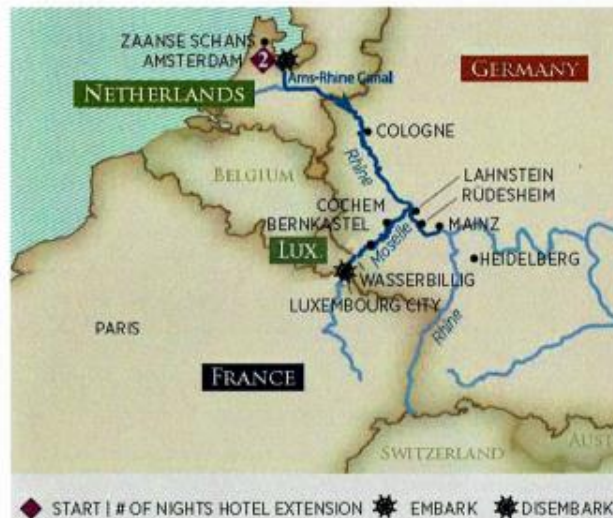 ZAANSE SCHANS
AMSTERDAM
2
Ams-Rhine Canal
NETHERLANDS
GERMANY
COLOGNE
Rhine
BELGIUM
LAHNSTEIN
RÜDESHEIM
COCHEM
BERNKASTEL
MAINZ
Moselle
LUX.
HEIDELBERG
WASSERBILLIG
LUXEMBOURG CITY
Rhine
PARIS
FRANCE
SWITZERLAND
AUST
START | # OF NIGHTS HOTEL EXTENSION EMBARK DISEMBARK